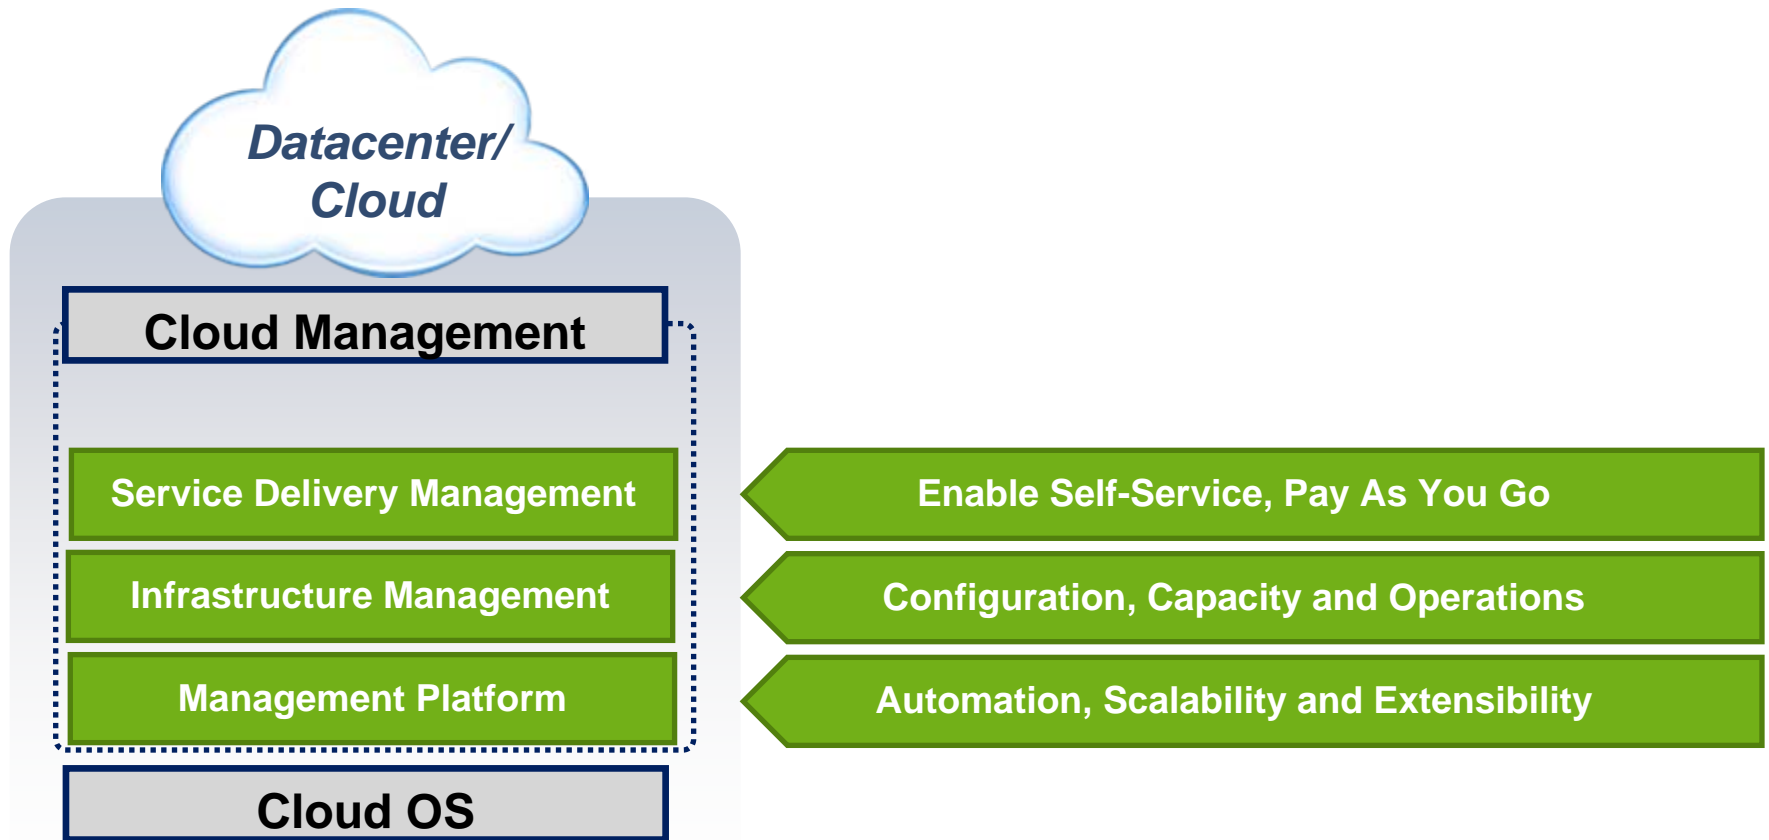 Datacenter/
Cloud
Cloud Management
Service Delivery Management
Enable Self-Service, Pay As You Go
Infrastructure Management
Configuration, Capacity and Operations
Management Platform
Automation, Scalability and Extensibility
Cloud OS